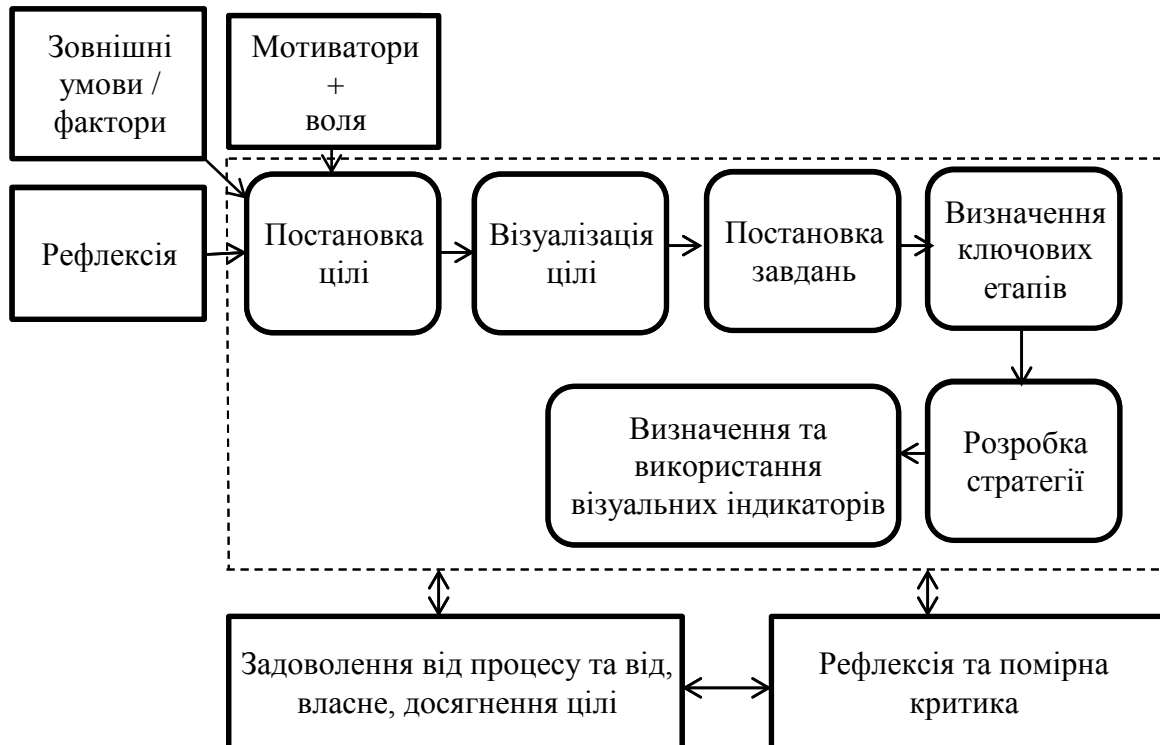 Зовнішні
умови /
фактори
Мотиватори
+
воля
Рефлексія
Постановка
цілі
Візуалізація
цілі
Постановка
завдань
Визначення
ключових
етапів
Визначення та
використання
візуальних індикаторів
Розробка
стратегії
Задоволення від процесу та від,
власне, досягнення цілі
Рефлексія та помірна
критика